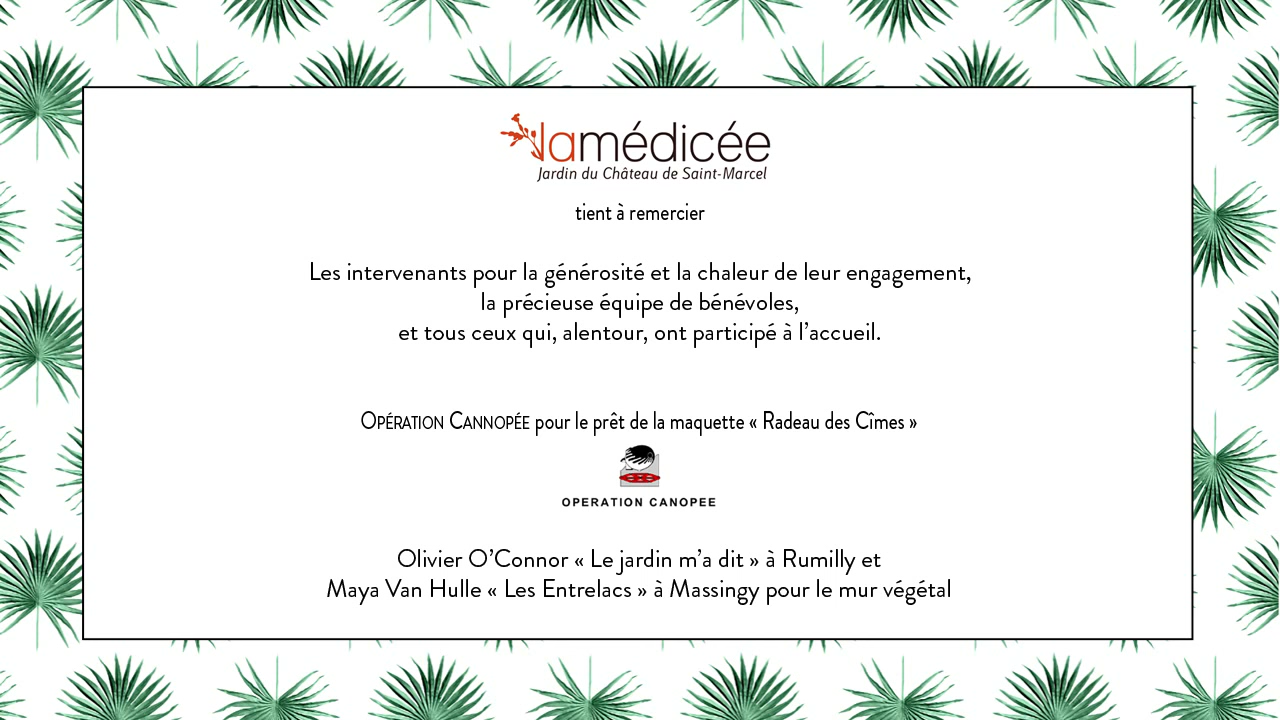 lamédicée
Jardin du Château de Saint-Marcel
tient à remercier
Les intervenants pour la générosité et la chaleur de leur engagement,
la précieuse équipe de bénévoles,
et tous ceux qui, alentour, ont participé à l’accueil.
Opération Cannopée pour le prêt de la maquette « Radeau des Cîmes »
OPERATION CANOPEE
Olivier O’Connor « Le jardin m’a dit » à Rumilly et
Maya Van Hulle « Les Entrelacs » à Massingy pour le mur végétal